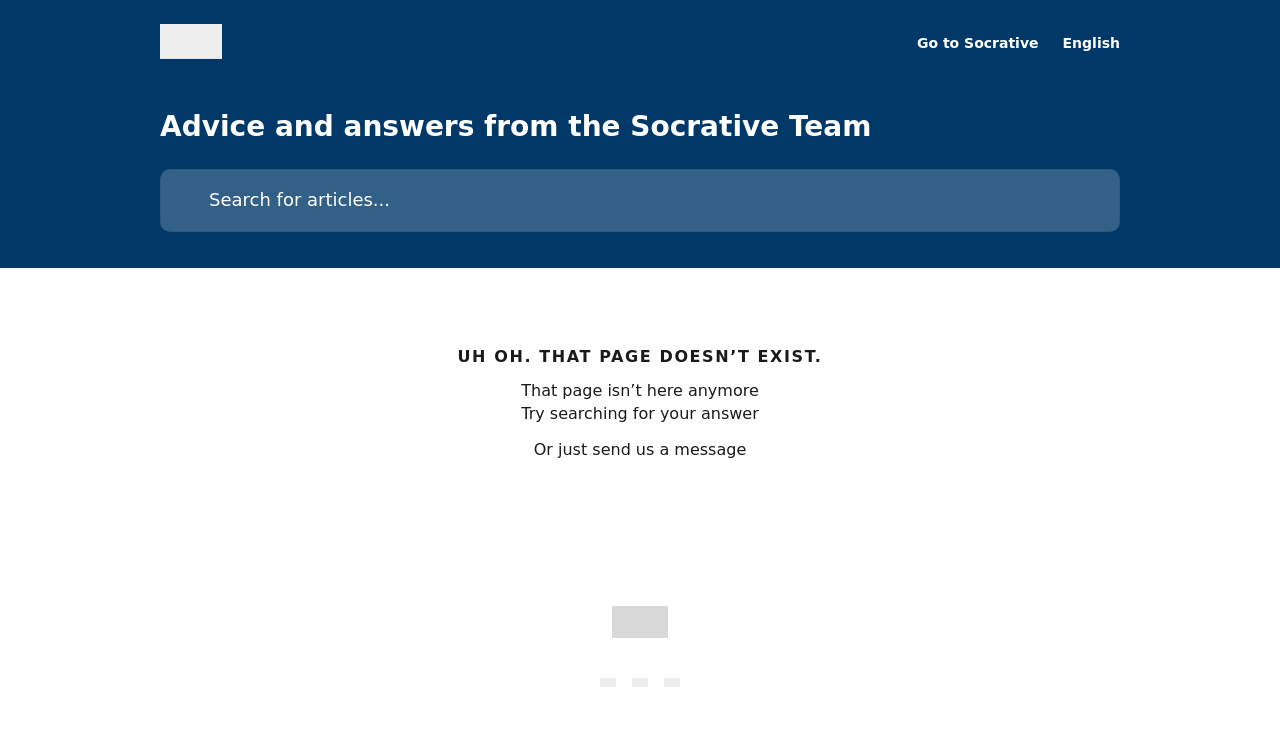 Go to Socrative English
Advice and answers from the Socrative Team
Search for articles...
UH OH. THAT PAGE DOESN’T EXIST.
That page isn’t here anymore
Try searching for your answer
Or just send us a message